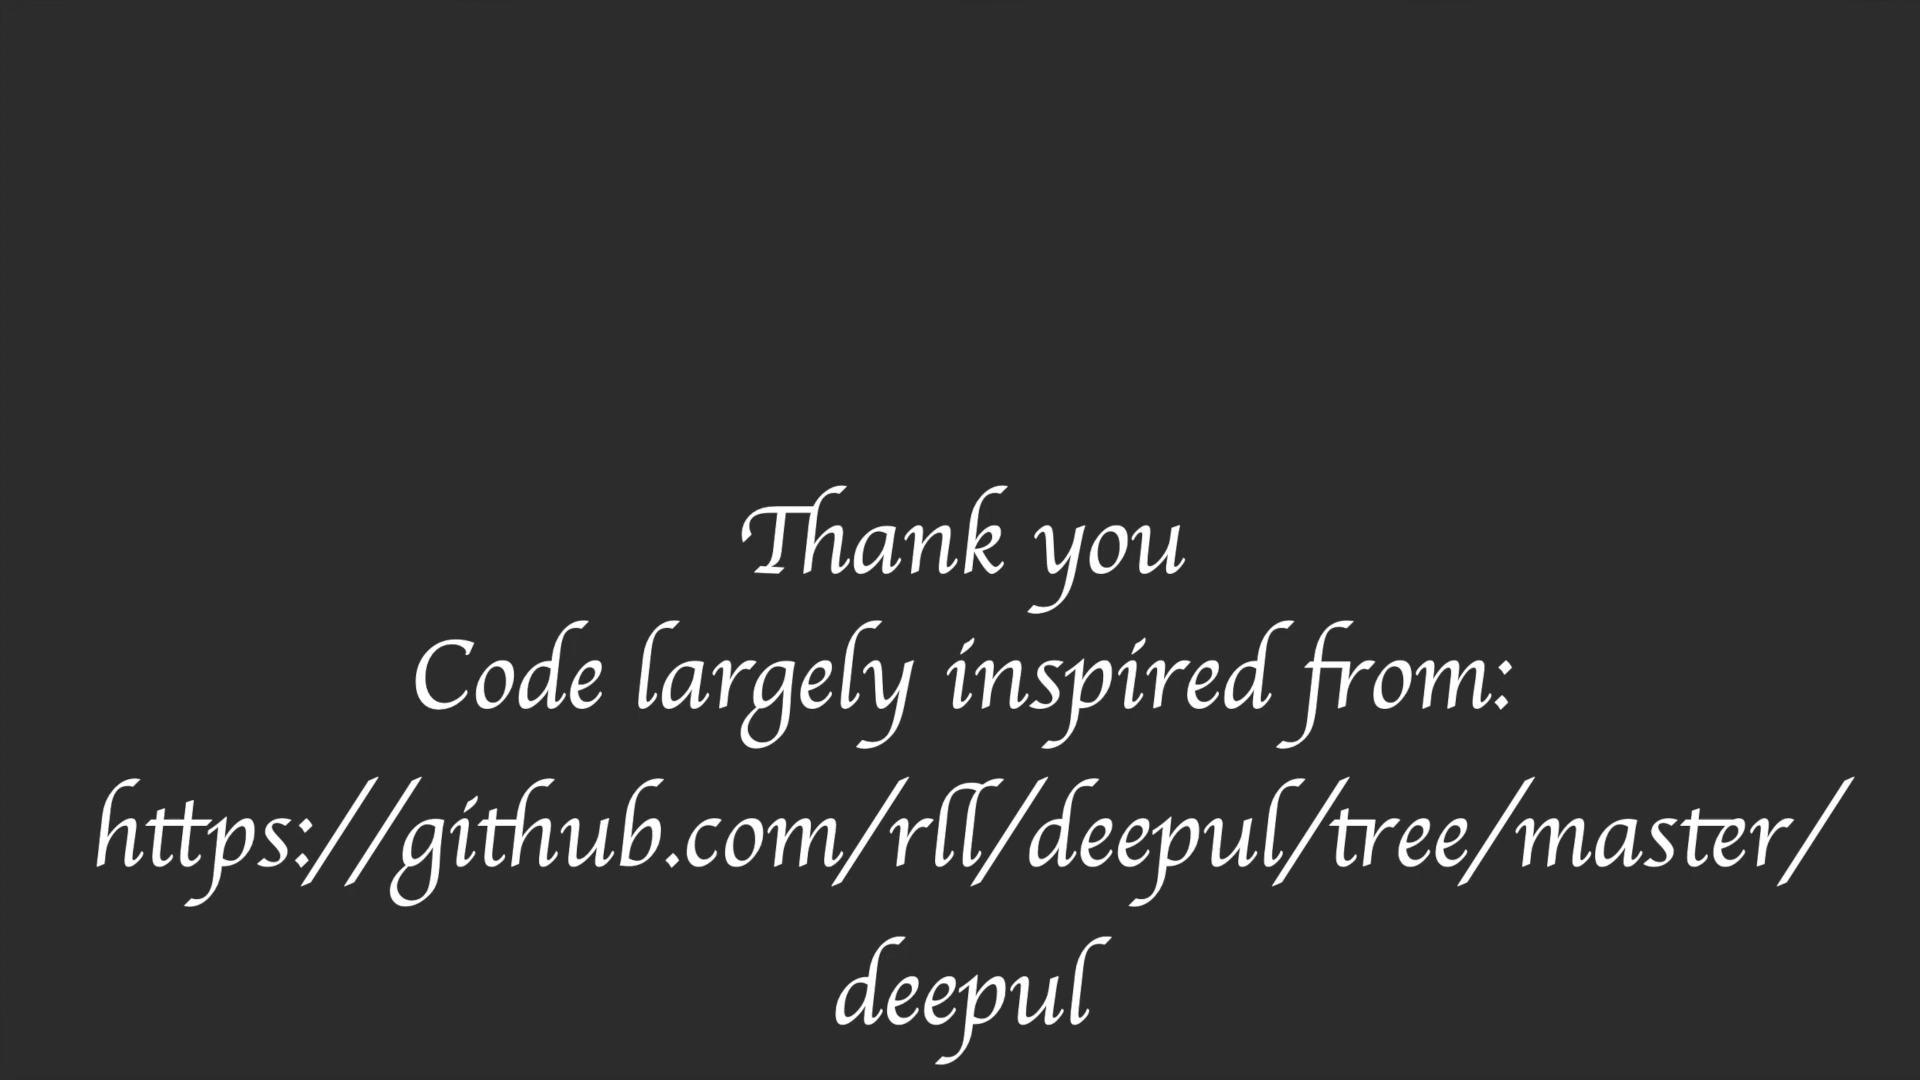 Thank you
Code largely inspired from:
https://github.com/rll/deepul/tree/master/
deepul